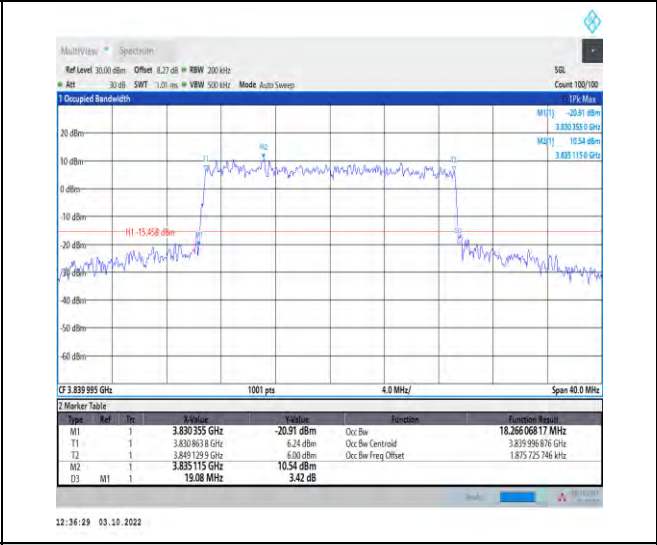 MultiView Spectrum
Ref Level 30.00 dBm Offset 8.27 dB RBW 200 kHz SGL
Att 30 dB SWT 1.01 ms VBW 500 kHz Mode Auto Sweep Count 100/100
1 Occupied Bandwidth 1Pk Max
M1[1] -20.91 dBm
3.830 355 0 GHz
M2[1] 10.54 dBm
3.835 115 0 GHz
20 dBm
M2
T1
10 dBm
0 dBm
-10 dBm
H1 -15.458 dBm
M1
-20 dBm
-30 dBm
-40 dBm
-50 dBm
-60 dBm
CF 3.839 995 GHz 1001 pts 4.0 MHz/ Span 40.0 MHz
2 Marker Table
Type Ref Trc X-Value Y-Value Function Function Result
M1 1 3.830 355 GHz -20.91 dBm Occ Bw 18.266 068 17 MHz
T1 1 3.830 863 8 GHz 6.24 dBm Occ Bw Centroid 3.839 996 876 GHz
T2 1 3.849 129 9 GHz 6.00 dBm Occ Bw Freq Offset 1.875 725 746 kHz
M2 1 3.835 115 GHz 10.54 dBm
D3 M1 1 19.08 MHz 3.42 dB
12:36:29 03.10.2022